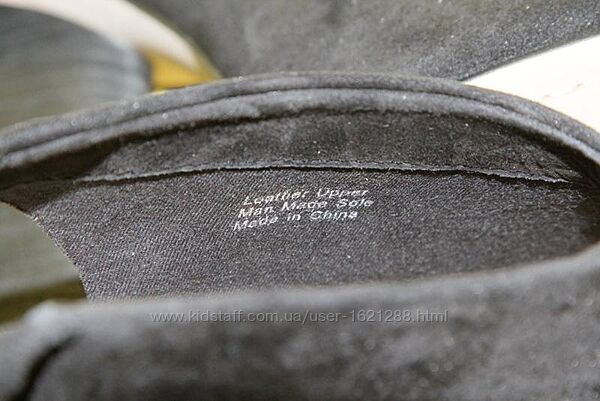 Leather Upper
Man Made Sole
Made in China
www.kidstaff.com.ua/user-1621288.html